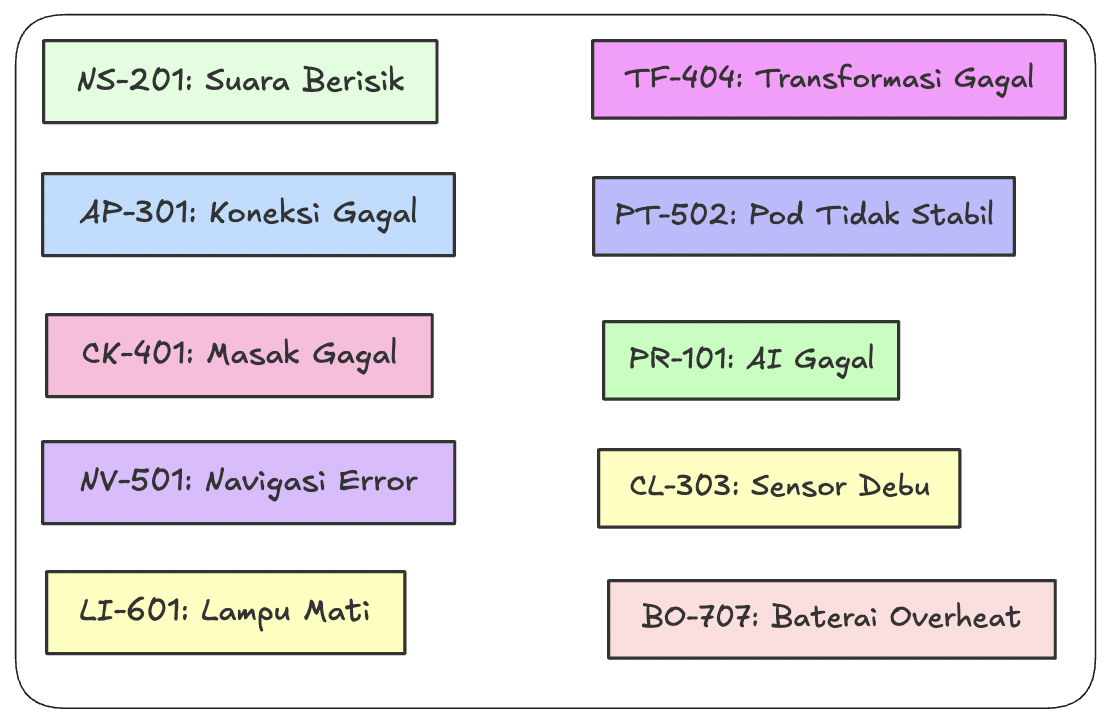 NS-201: Suara Berisik
TF-404: Transformasi Gagal
AP-301: Koneksi Gagal
PT-502: Pod Tidak Stabil
CK-401: Masak Gagal
PR-101: AI Gagal
NV-501: Navigasi Error
CL-303: Sensor Debu
LI-601: Lampu Mati
BO-707: Baterai Overheat